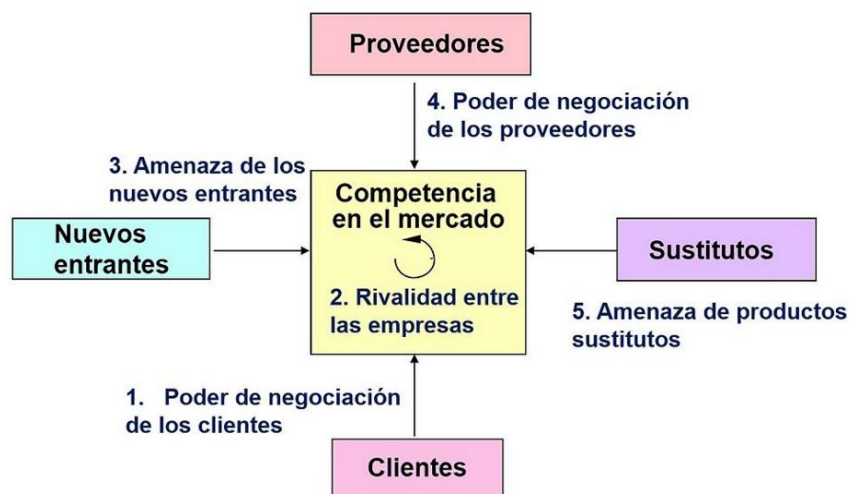 Proveedores
4. Poder de negociación
de los proveedores
3. Amenaza de los
nuevos entrantes
Competencia
en el mercado
Nuevos
entrantes
Sustitutos
2. Rivalidad entre
las empresas
5. Amenaza de productos
sustitutos
1. Poder de negociación
de los clientes
Clientes